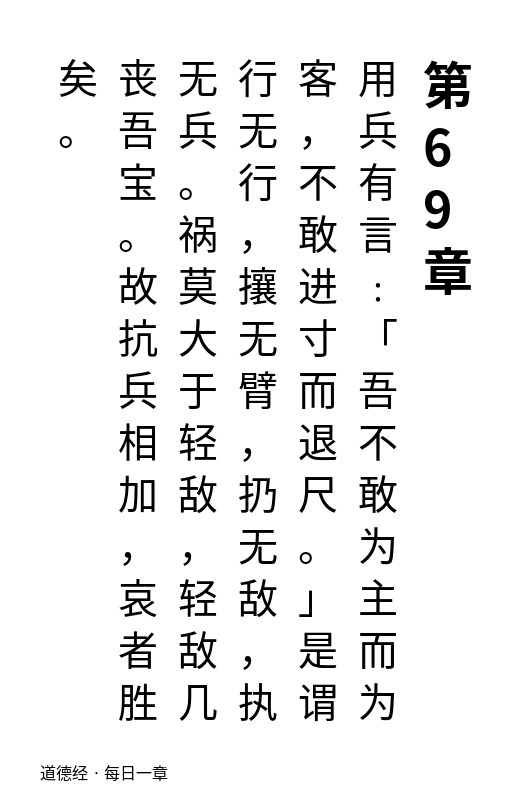 第69章
用兵有言：「吾不敢为主而为
客，不敢进寸而退尺。」是谓
行无行，攘无臂，扔无敌，执
无兵。祸莫大于轻敌，轻敌几
丧吾宝。故抗兵相加，哀者胜
矣。
道德经 · 每日一章